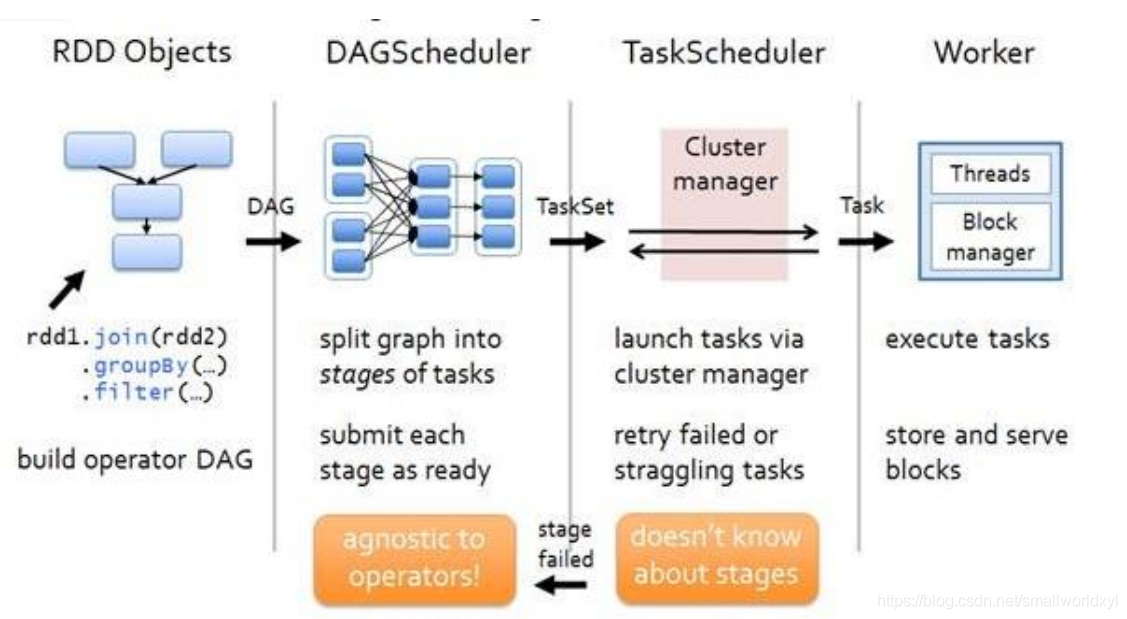 RDD Objects
DAGScheduler
TaskScheduler
Worker
DAG
TaskSet
Cluster
manager
Task
Threads
Block
manager
rdd1.join(rdd2)
.groupBy(…)
.filter(…)
build operator DAG
split graph into
stages of tasks
submit each
stage as ready
agnostic to
operators!
launch tasks via
cluster manager
retry failed or
straggling tasks
stage
failed
doesn't know
about stages
execute tasks
store and serve
blocks
https://blog.csdn.net/smallworldxyl